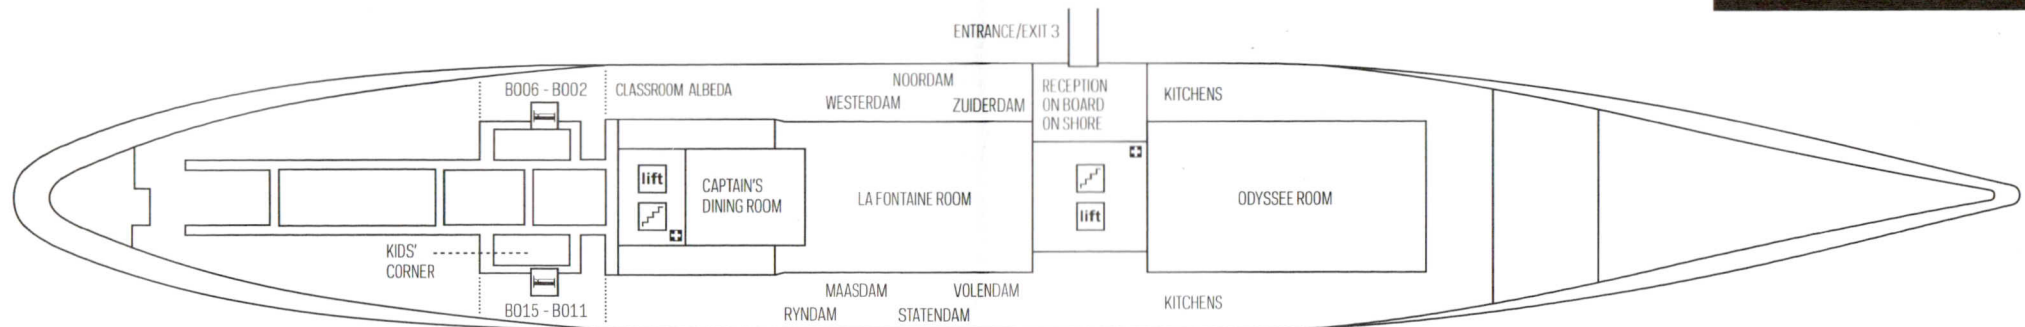 ENTRANCE/EXIT 3
B006 - B002
CLASSROOM ALBEDA
NOORDAM
WESTERDAM
ZUIDERDAM
RECEPTION
ON BOARD
ON SHORE
KITCHENS
lift
CAPTAIN'S
DINING ROOM
LA FONTAINE ROOM
lift
ODYSSEE ROOM
KIDS'
CORNER
B015 - B011
MAASDAM
VOLENDAM
RYNDAM
STATENDAM
KITCHENS